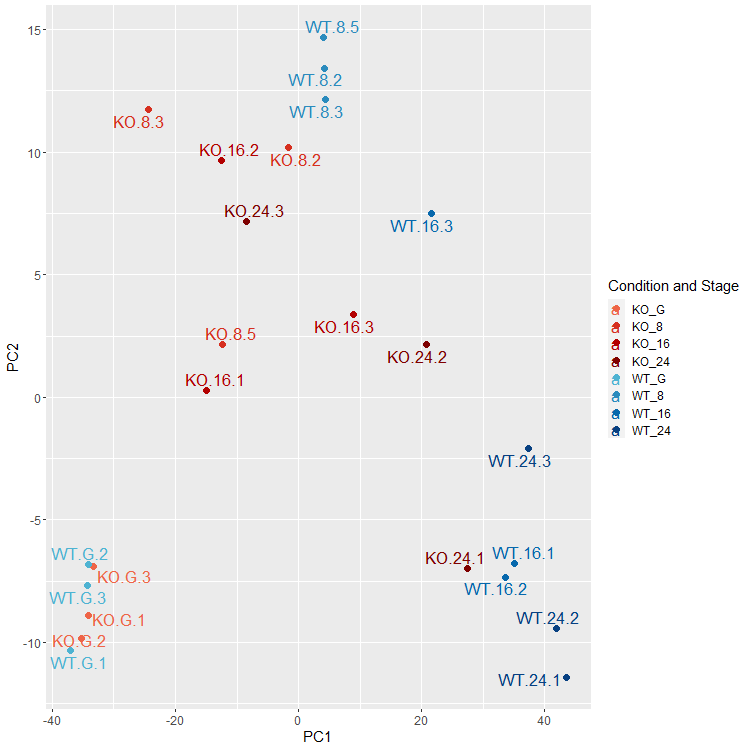 15
10
5
0
-5
-10
PC2
WT.8.5
WT.8.2
WT.8.3
KO.8.3
KO.16.2
KO.8.2
KO.24.3
WT.16.3
KO.16.3
KO.8.5
KO.24.2
KO.16.1
WT.24.3
WT.G.2
KO.G.3
WT.G.3
KO.G.1
KO.G.2
WT.G.1
KO.24.1
WT.16.1
WT.16.2
WT.24.2
WT.24.1
-40
-20
0
20
40
PC1
Condition and Stage
a KO_G
a KO_8
a KO_16
a KO_24
a WT_G
a WT_8
a WT_16
a WT_24